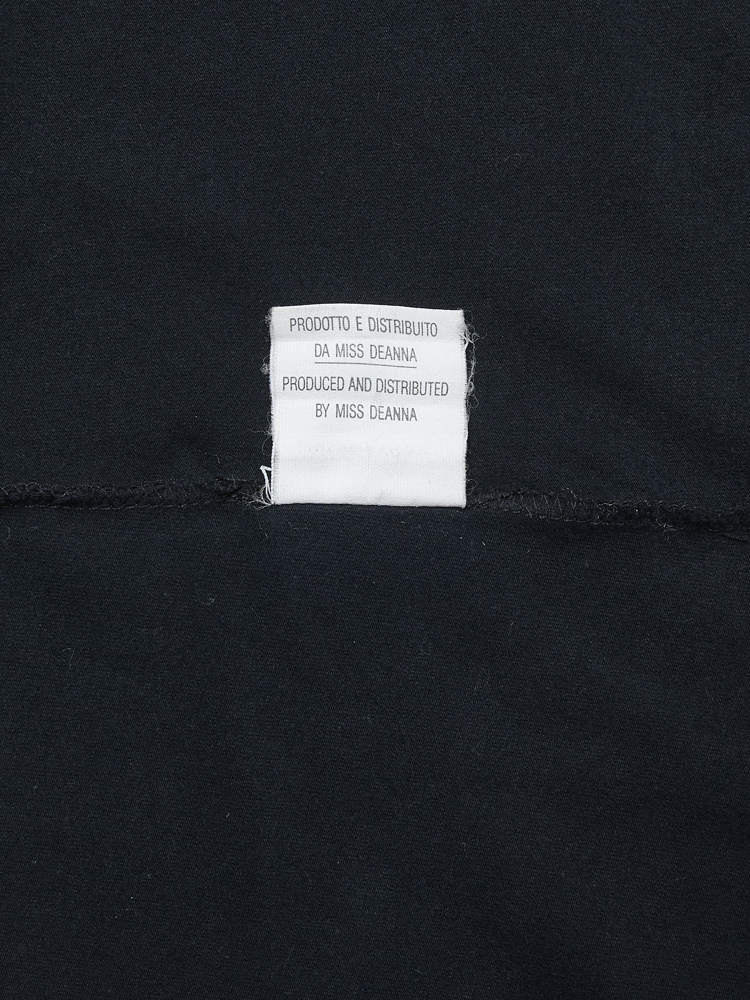 PRODOTTO E DISTRIBUITO
DA MISS DEANNA
PRODUCED AND DISTRIBUTED
BY MISS DEANNA